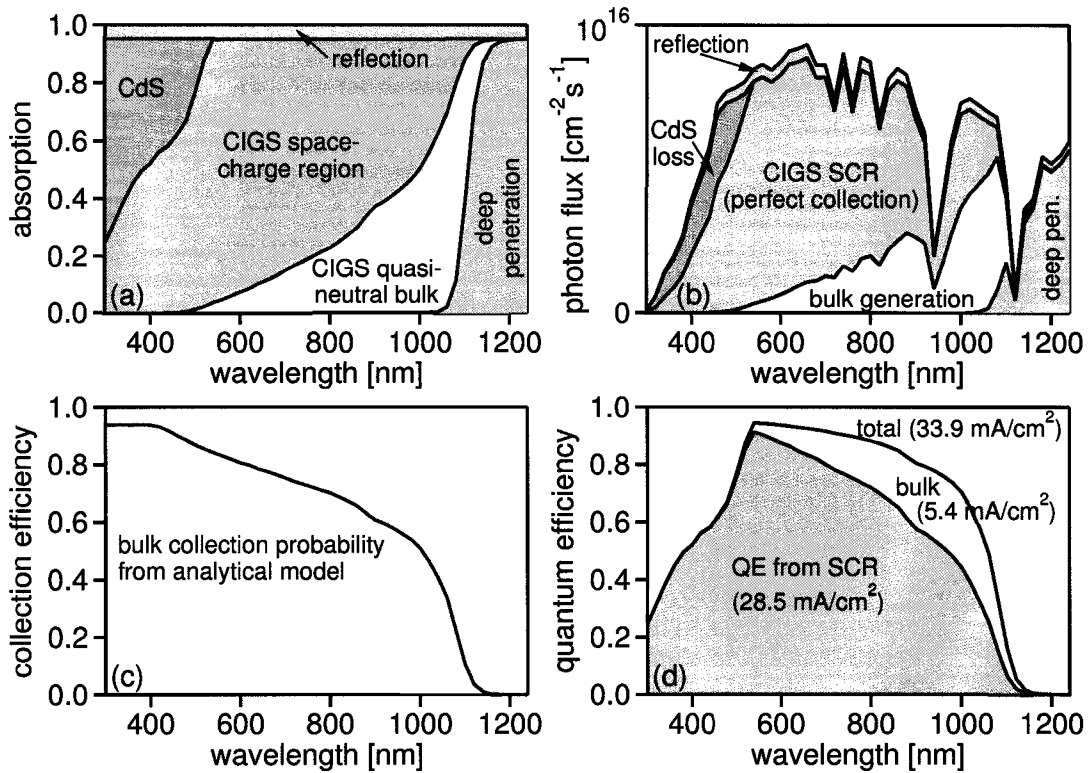 1.0
0.8
0.6
0.4
0.2
0.0
absorption
CdS
reflection
CIGS space-
charge region
CIGS quasi-
neutral bulk
deep
penetration
(a)
400 600 800 1000 1200
wavelength [nm]
10^16
0
photon flux [cm^-2 s^-1]
reflection
CdS
loss
CIGS SCR
(perfect collection)
bulk generation
deep pen.
(b)
400 600 800 1000 1200
wavelength [nm]
1.0
0.8
0.6
0.4
0.2
0.0
collection efficiency
bulk collection probability
from analytical model
(c)
400 600 800 1000 1200
wavelength [nm]
1.0
0.8
0.6
0.4
0.2
0.0
quantum efficiency
total (33.9 mA/cm²)
bulk
(5.4 mA/cm²)
QE from SCR
(28.5 mA/cm²)
(d)
400 600 800 1000 1200
wavelength [nm]